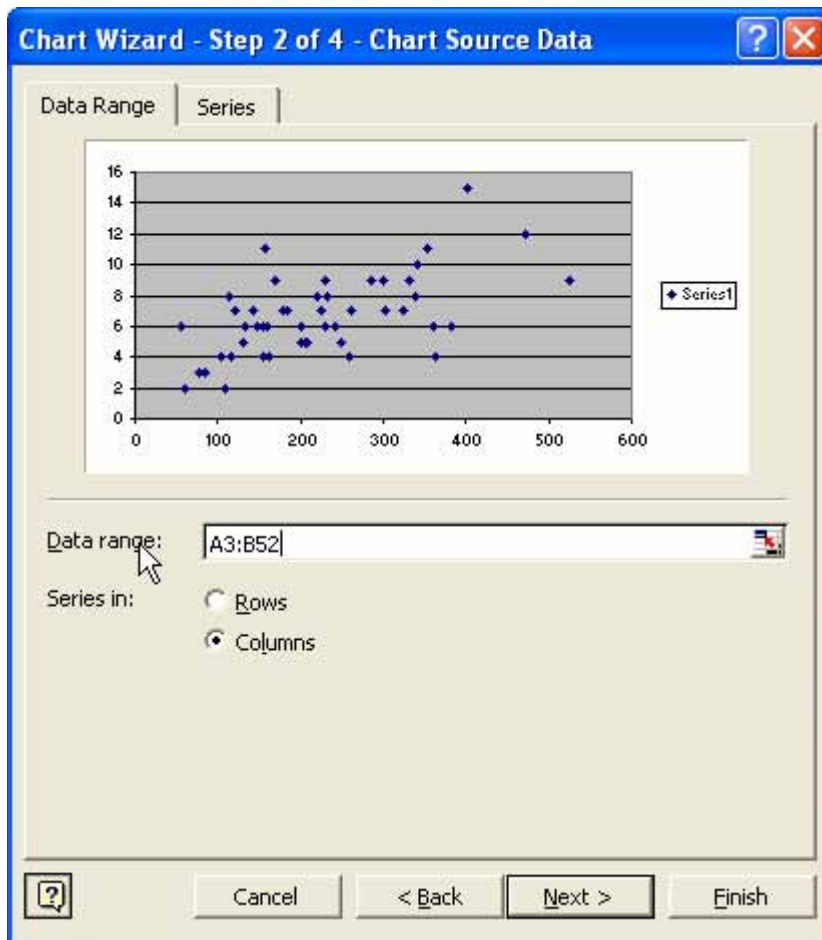 Chart Wizard - Step 2 of 4 - Chart Source Data
Data Range Series
16
14
12
10
8
6
4
2
0
0 100 200 300 400 500 600
Series1
Data range: A3:B52
Series in: Rows
Columns
Cancel < Back Next > Finish